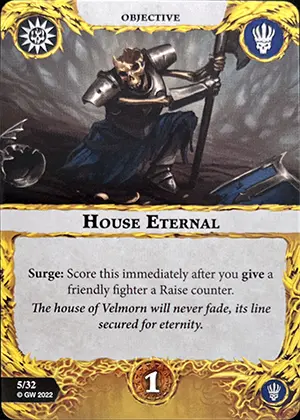 OBJECTIVE
HOUSE ETERNAL
Surge: Score this immediately after you give a
friendly fighter a Raise counter.
The house of Velmorn will never fade, its line
secured for eternity.
5/32
© GW 2022
1